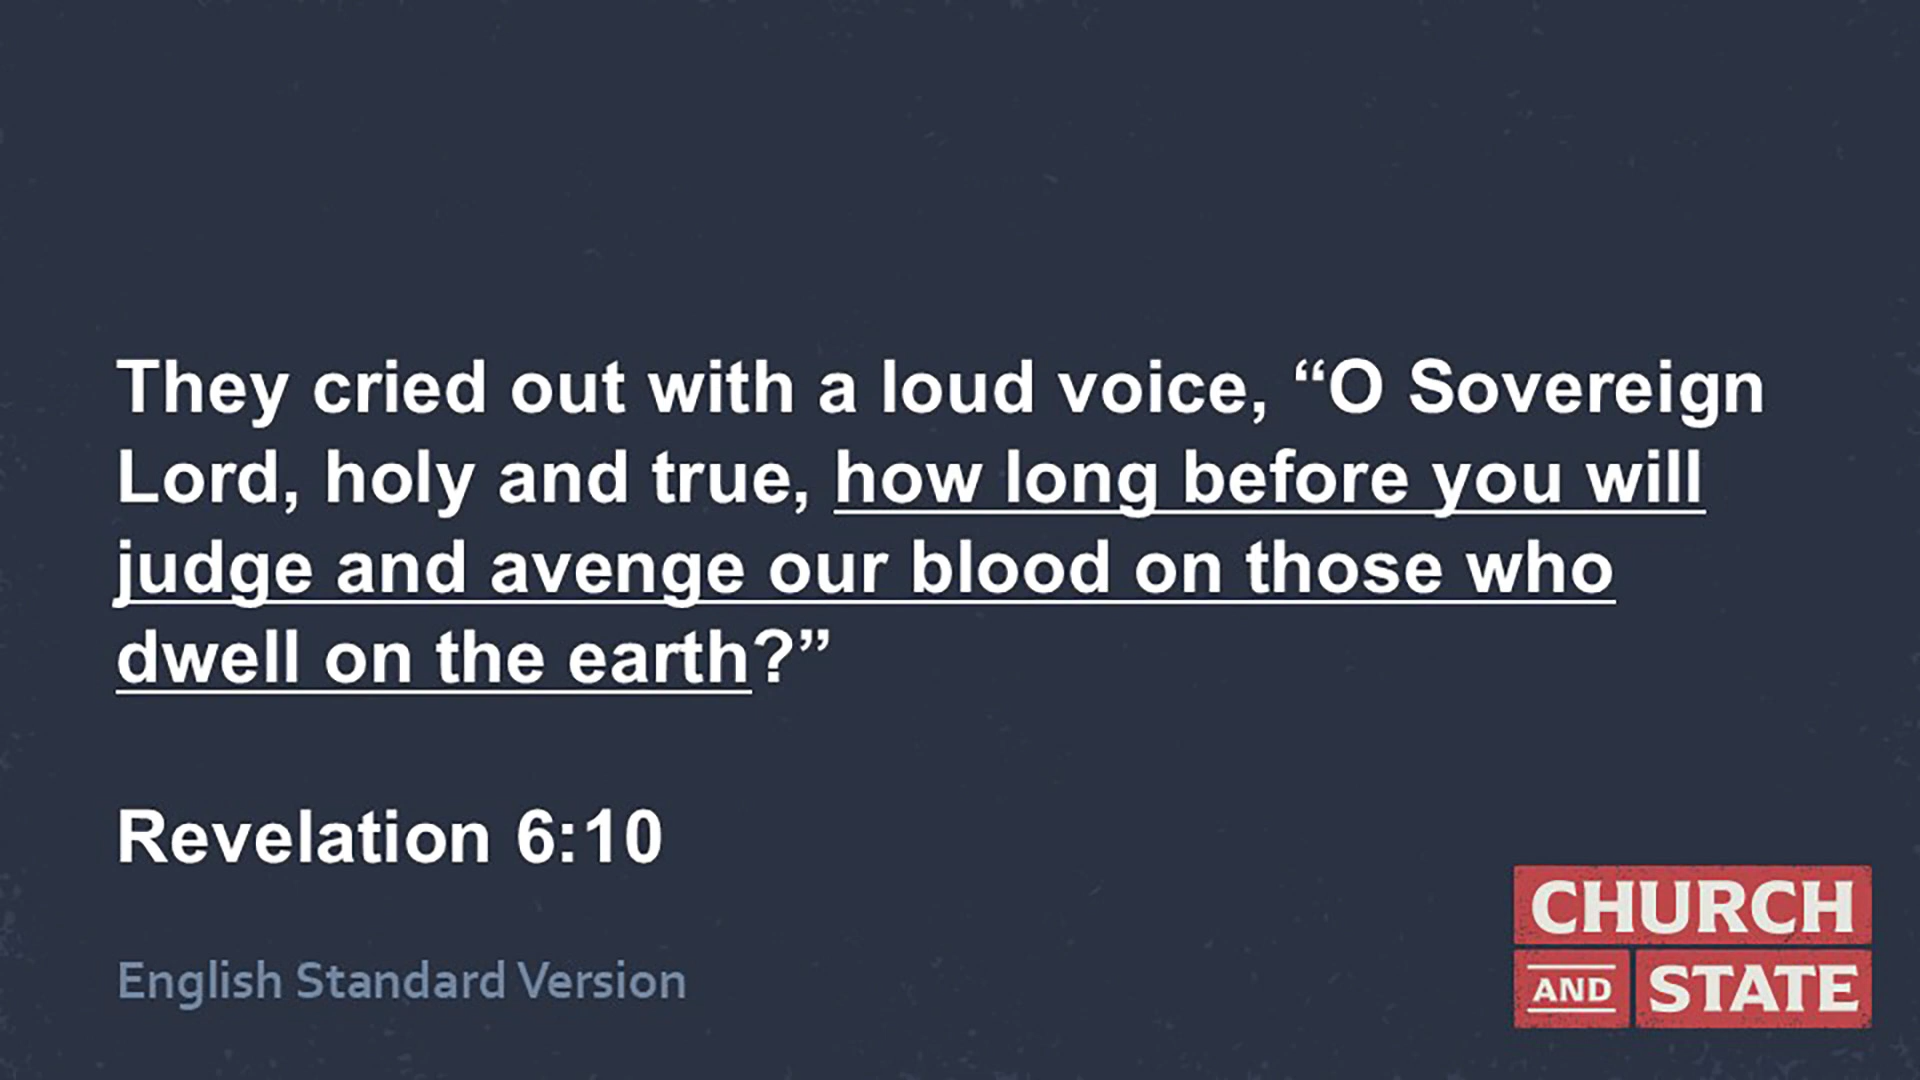 They cried out with a loud voice, “O Sovereign
Lord, holy and true, how long before you will
judge and avenge our blood on those who
dwell on the earth?”
Revelation 6:10
English Standard Version
CHURCH
AND STATE